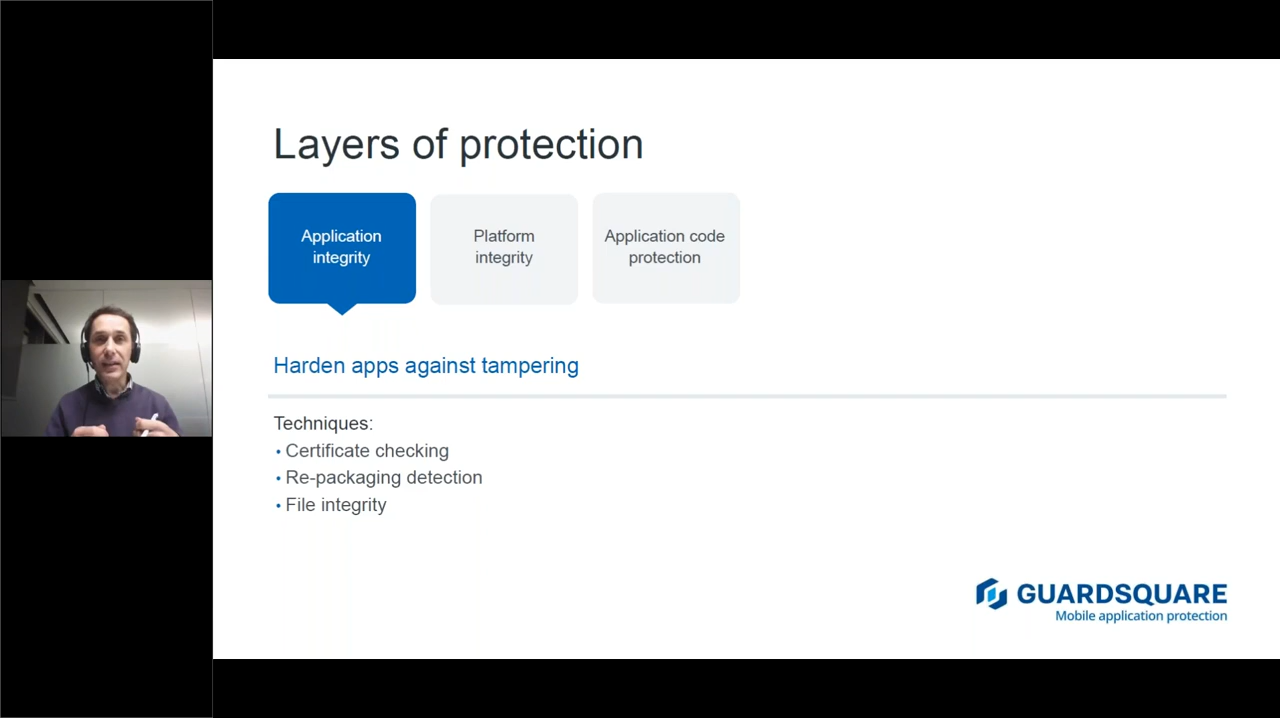 Layers of protection
Application
integrity
Platform
integrity
Application code
protection
Harden apps against tampering
Techniques:
• Certificate checking
• Re-packaging detection
• File integrity
GUARDSQUARE
Mobile application protection